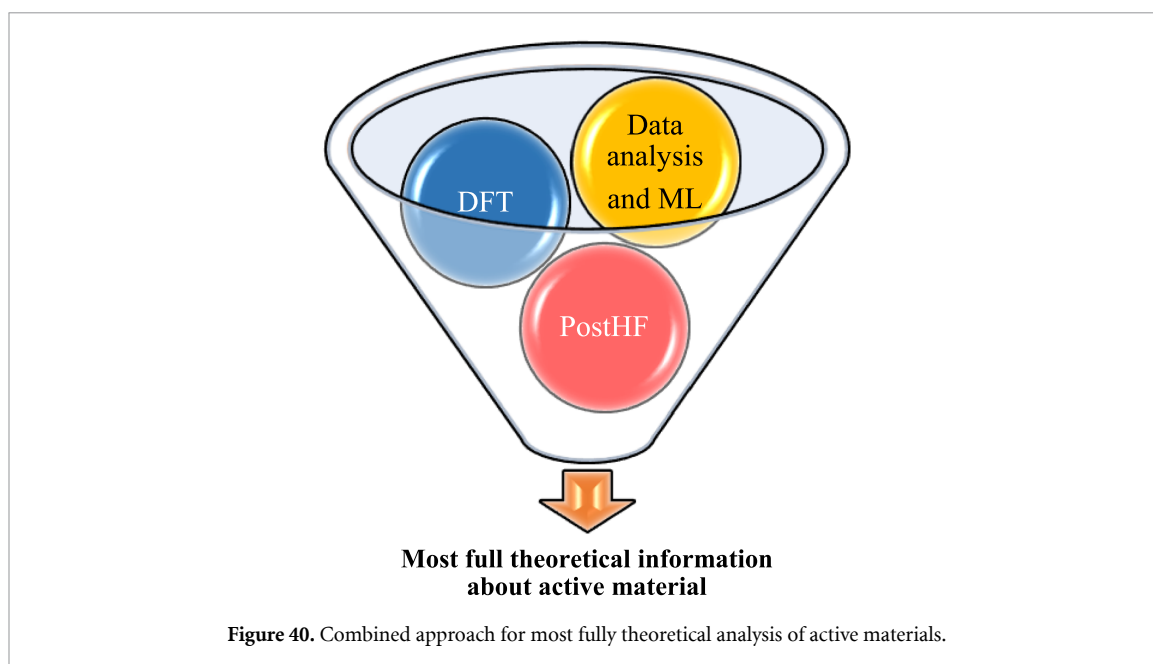 Data
analysis
and ML
DFT
PostHF
Most full theoretical information
about active material
Figure 40. Combined approach for most fully theoretical analysis of active materials.